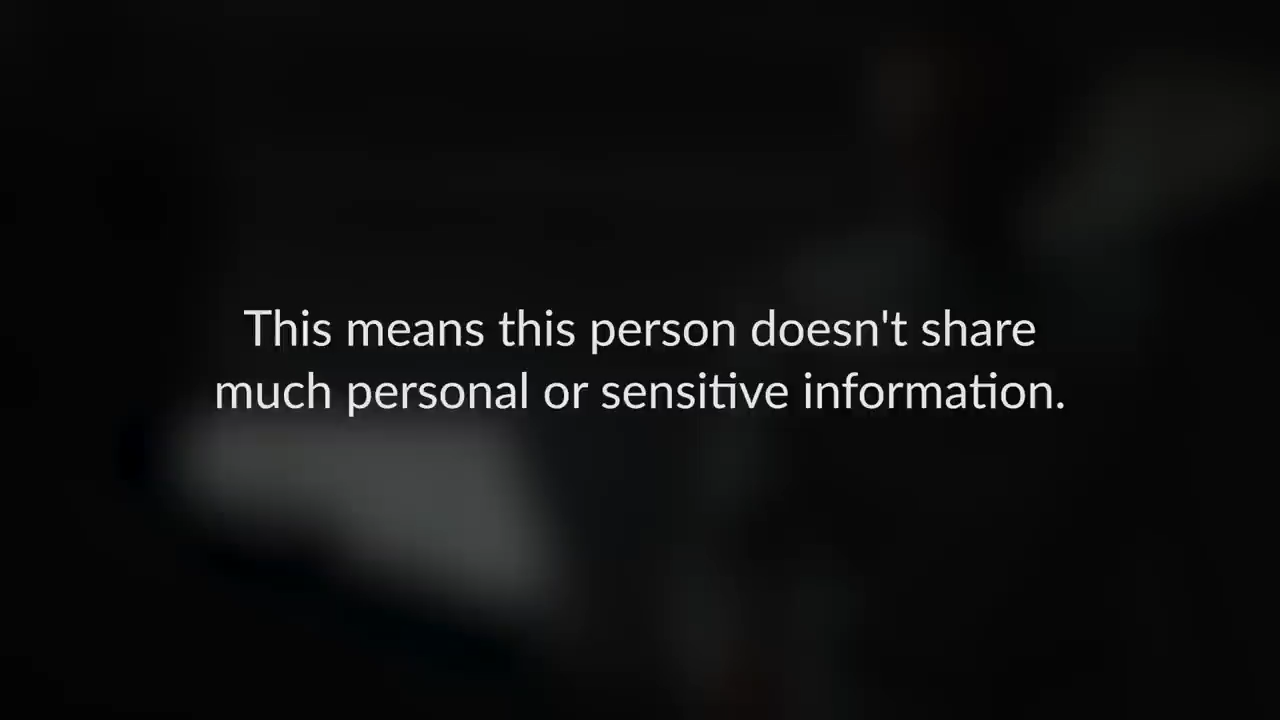 This means this person doesn't share
much personal or sensitive information.